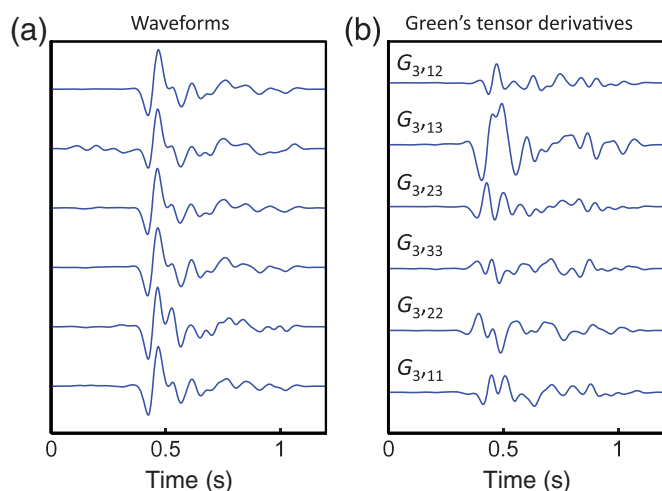 (a) Waveforms
0 0.5 1
Time (s)
(b) Green's tensor derivatives
G3,12
G3,13
G3,23
G3,33
G3,22
G3,11
0 0.5 1
Time (s)